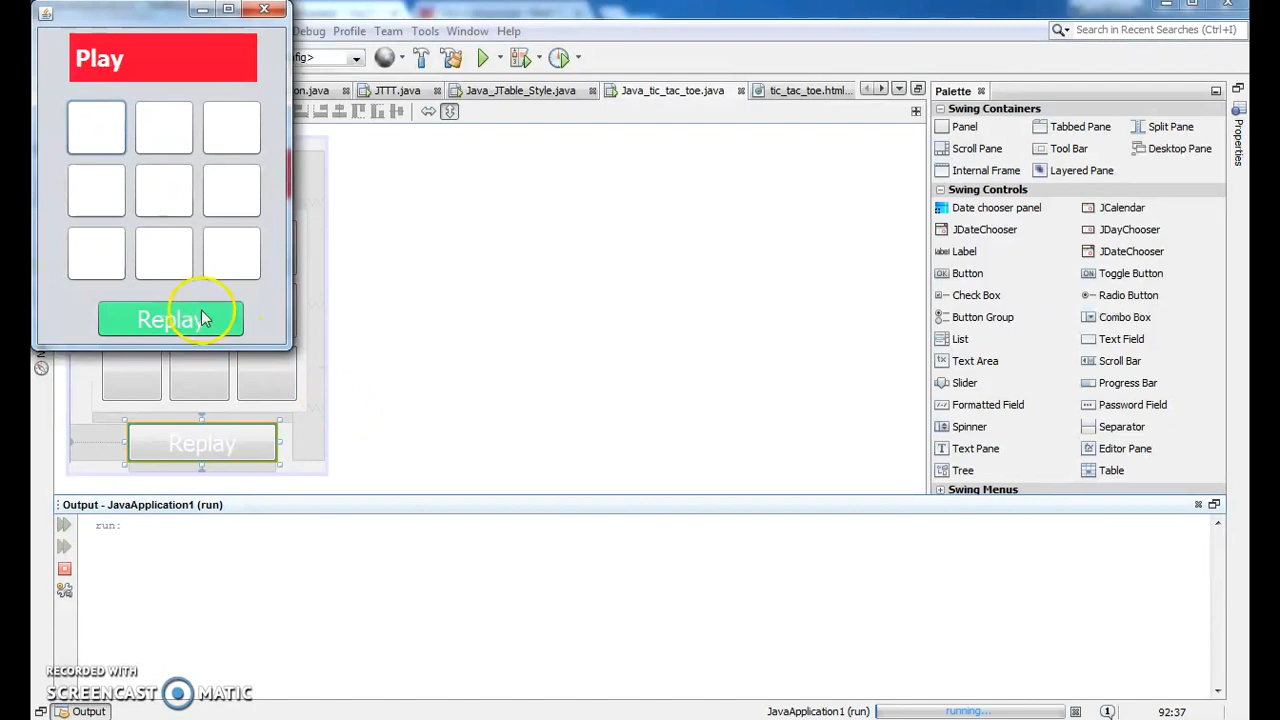 Debug Profile Team Tools Window Help
Search in Recent Searches (Ctrl+I)
Play
fig>
on.java
JTTT.java
Java_JTable_Style.java
Java_tic_tac_toe.java
tic_tac_toe.html...
Palette
Swing Containers
Panel
Tabbed Pane
Split Pane
Scroll Pane
Tool Bar
Desktop Pane
Internal Frame
Layered Pane
Swing Controls
Date chooser panel
JCalendar
JDateChooser
JDayChooser
label Label
JDateChooser
Button
Toggle Button
Check Box
Radio Button
Button Group
Combo Box
List
Text Field
Text Area
Scroll Bar
Slider
Progress Bar
Formatted Field
Password Field
Spinner
Separator
Text Pane
Editor Pane
Tree
Table
Swing Menus
Properties
Replay
Replay
Output - JavaApplication1 (run)
run:
RECORDED WITH
SCREENCAST MATIC
Output
JavaApplication1 (run)
running...
1
92:37